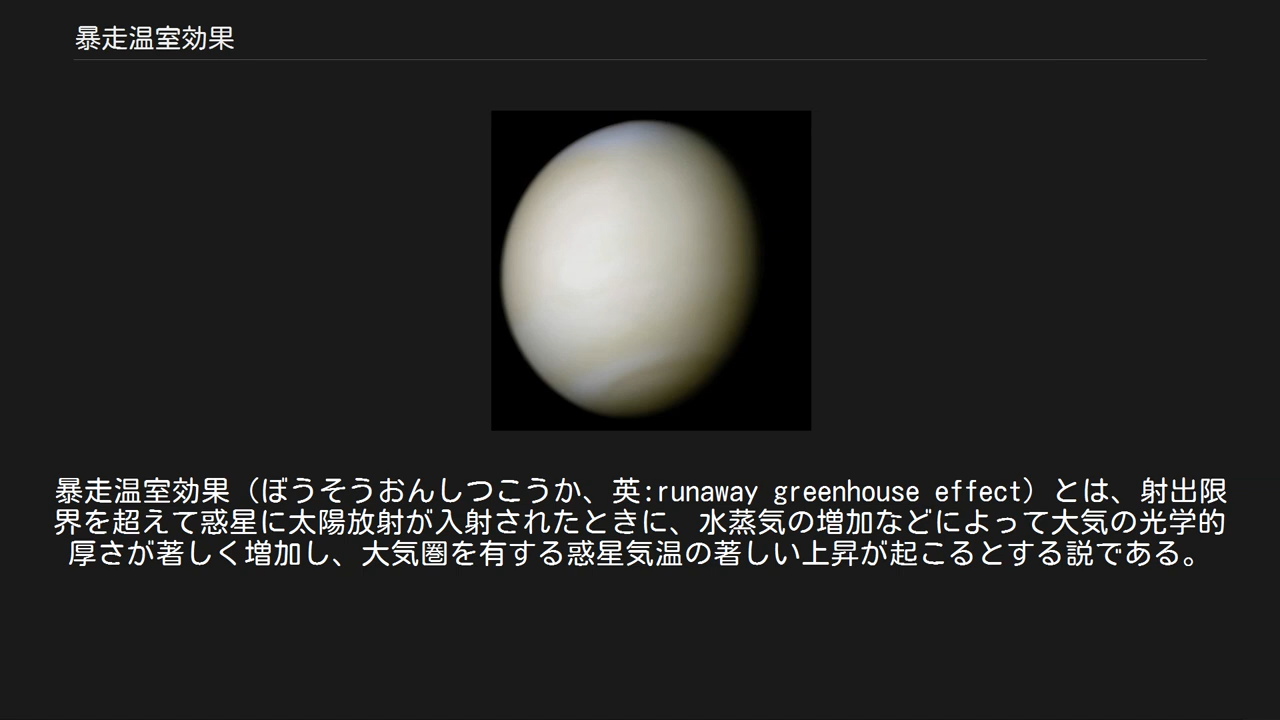 暴走温室効果
暴走温室効果（ぼうそうおんしつこうか、英:runaway greenhouse effect）とは、射出限
界を超えて惑星に太陽放射が入射されたときに、水蒸気の増加などによって大気の光学的
厚さが著しく増加し、大気圏を有する惑星気温の著しい上昇が起こるとする説である。